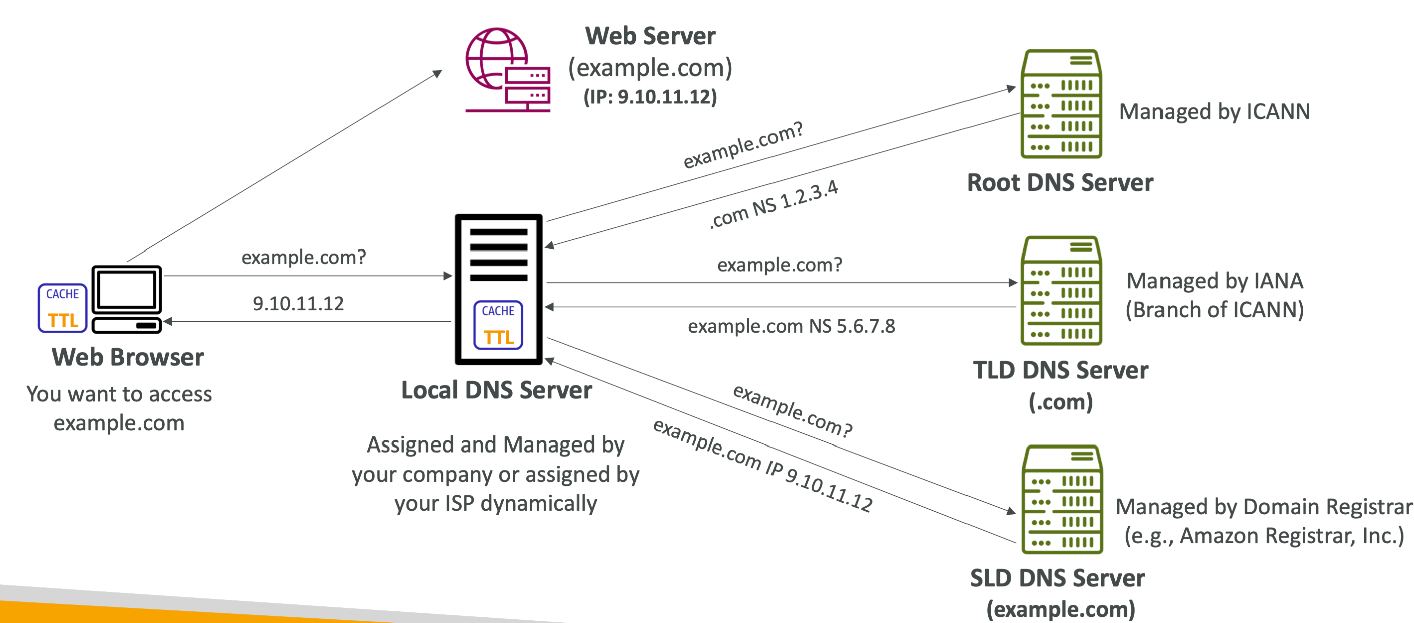 Web Server
(example.com)
(IP: 9.10.11.12)
example.com?
.com NS 1.2.3.4
Managed by ICANN
Root DNS Server
example.com?
9.10.11.12
CACHE
TTL
Web Browser
You want to access
example.com
CACHE
TTL
Local DNS Server
Assigned and Managed by
your company or assigned by
your ISP dynamically
example.com?
example.com NS 5.6.7.8
Managed by IANA
(Branch of ICANN)
TLD DNS Server
(.com)
example.com?
example.com IP 9.10.11.12
Managed by Domain Registrar
(e.g., Amazon Registrar, Inc.)
SLD DNS Server
(example.com)